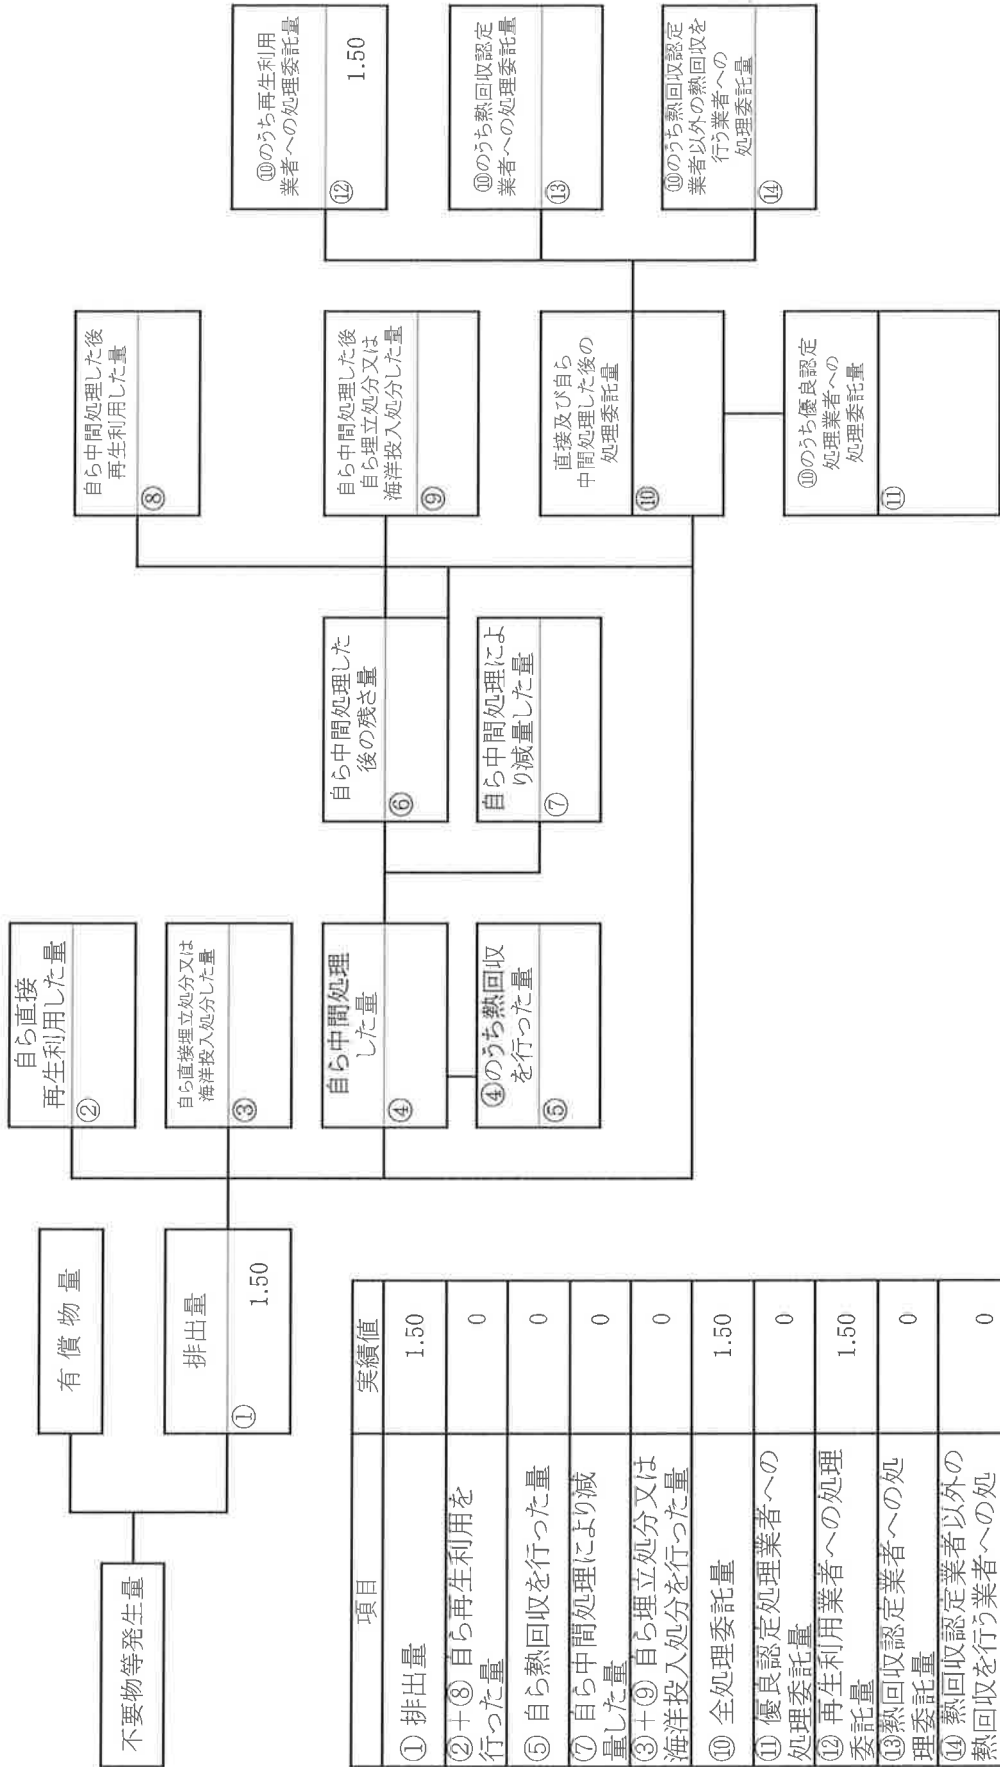 不要物等発生量
有償物量
排出量
①
1.50
自ら直接
再生利用した量
②
自ら直接埋立処分又は
海洋投入処分した量
③
自ら中間処理
した量
④
④のうち熱回収
を行った量
⑤
自ら中間処理した
後の残さ量
⑥
自ら中間処理によ
り減量した量
⑦
自ら中間処理した後
再生利用した量
⑧
自ら中間処理した後
自ら埋立処分又は
海洋投入処分した量
⑨
直接及び自ら
中間処理した後の
処理委託量
⑩
⑩のうち優良認定
処理業者への
処理委託量
⑪
⑩のうち再生利用
業者への処理委託量
⑫
1.50
⑩のうち熱回収認定
業者への処理委託量
⑬
⑩のうち熱回収認定
業者以外の熱回収を
行う業者への
処理委託量
⑭
項目 実績値
① 排出量 1.50
②+⑧ 自ら再生利用を
行った量 0
⑤ 自ら熱回収を行った量 0
⑦ 自ら中間処理により減
量した量 0
③+⑨ 自ら埋立処分又は
海洋投入処分を行った量 0
⑩ 全処理委託量 1.50
⑪ 優良認定処理業者への
処理委託量 0
⑫ 再生利用業者への処理
委託量 1.50
⑬熱回収認定業者への処
理委託量 0
⑭ 熱回収認定業者以外の
熱回収を行う業者への処 0